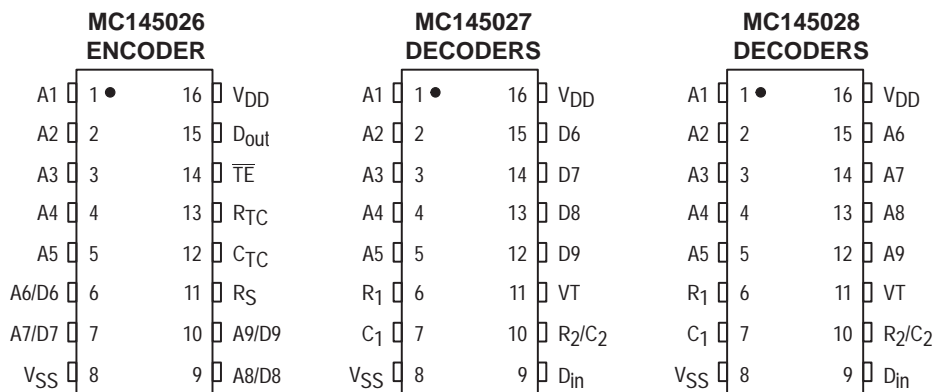 MC145026
ENCODER
A1 1 16 VDD
A2 2 15 Dout
A3 3 14 T̅E̅
A4 4 13 RTC
A5 5 12 CTC
A6/D6 6 11 RS
A7/D7 7 10 A9/D9
VSS 8 9 A8/D8
MC145027
DECODERS
A1 1 16 VDD
A2 2 15 D6
A3 3 14 D7
A4 4 13 D8
A5 5 12 D9
R1 6 11 VT
C1 7 10 R2/C2
VSS 8 9 Din
MC145028
DECODERS
A1 1 16 VDD
A2 2 15 A6
A3 3 14 A7
A4 4 13 A8
A5 5 12 A9
R1 6 11 VT
C1 7 10 R2/C2
VSS 8 9 Din